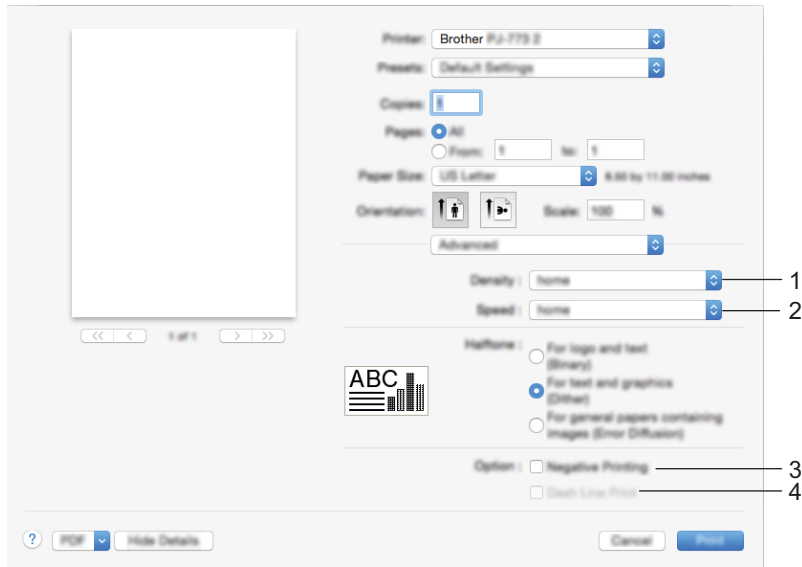 Printer: Brother PJ-773 2
Presets: Default Settings
Copies: 1
Pages: All
From: 1 to: 1
Paper Size: US Letter 8.50 by 11.00 inches
Orientation: Scale: 100 %
Advanced
Density : home 1
Speed : home 2
1 of 1
Halftone : For logo and text
(Binary)
ABC
For text and graphics
(Dither)
For general papers containing
images (Error Diffusion)
Option : Negative Printing 3
Dash Line Print 4
? PDF Hide Details Cancel Print